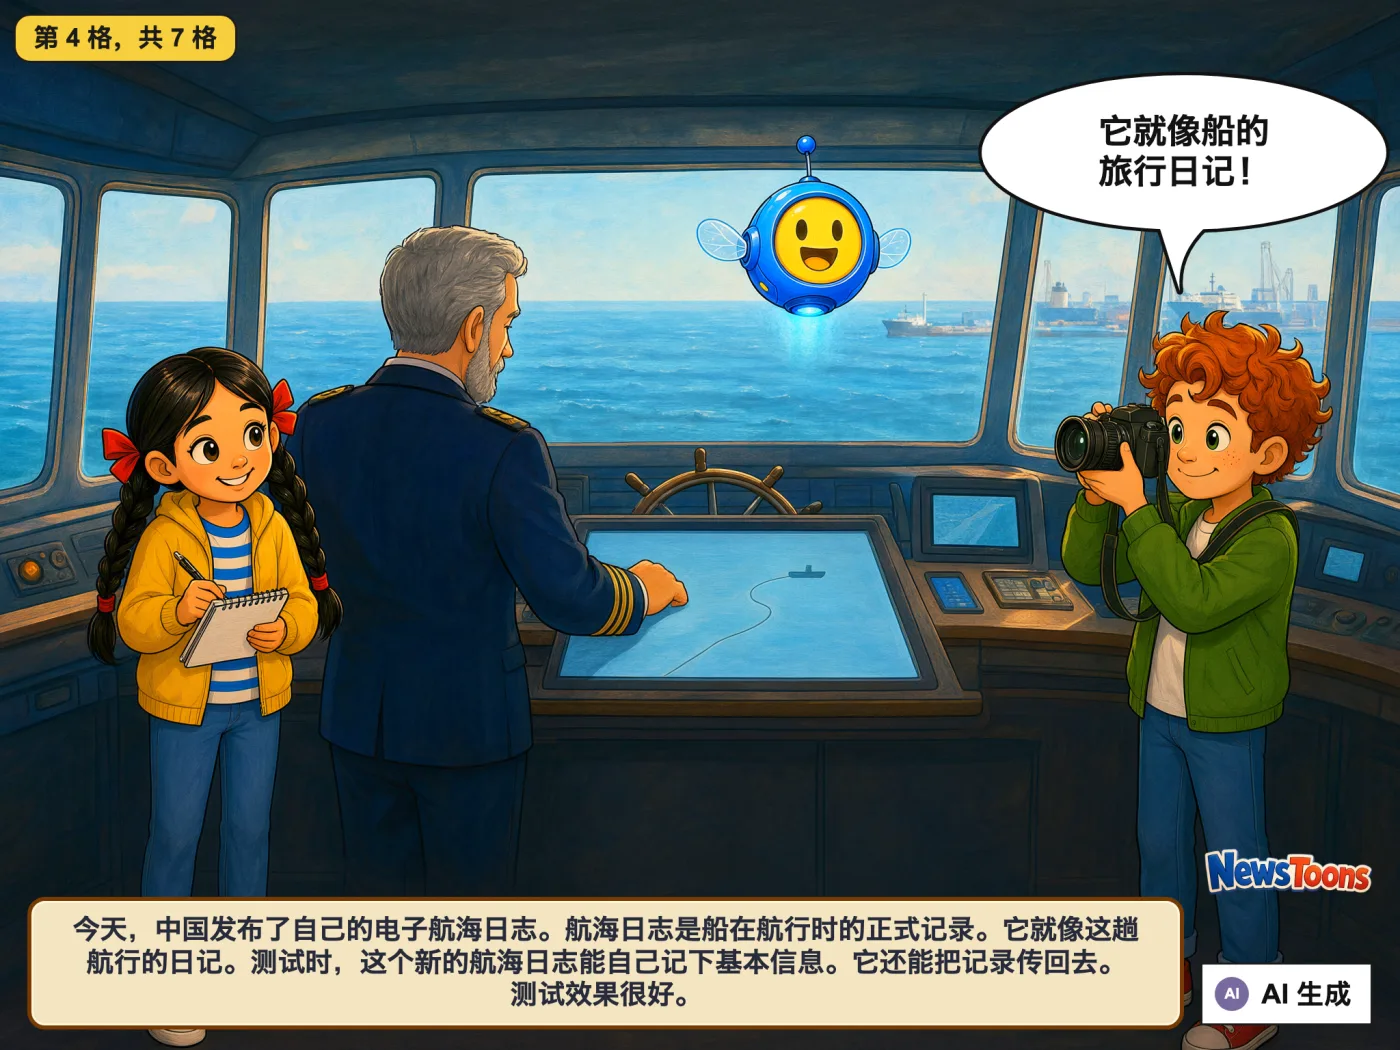 第 4 格，共 7 格
它就像船的
旅行日记！
今天，中国发布了自己的电子航海日志。航海日志是船在航行时的正式记录。它就像这趟
航行的日记。测试时，这个新的航海日志能自己记下基本信息。它还能把记录传回去。
测试效果很好。
NewsToons
AI AI 生成